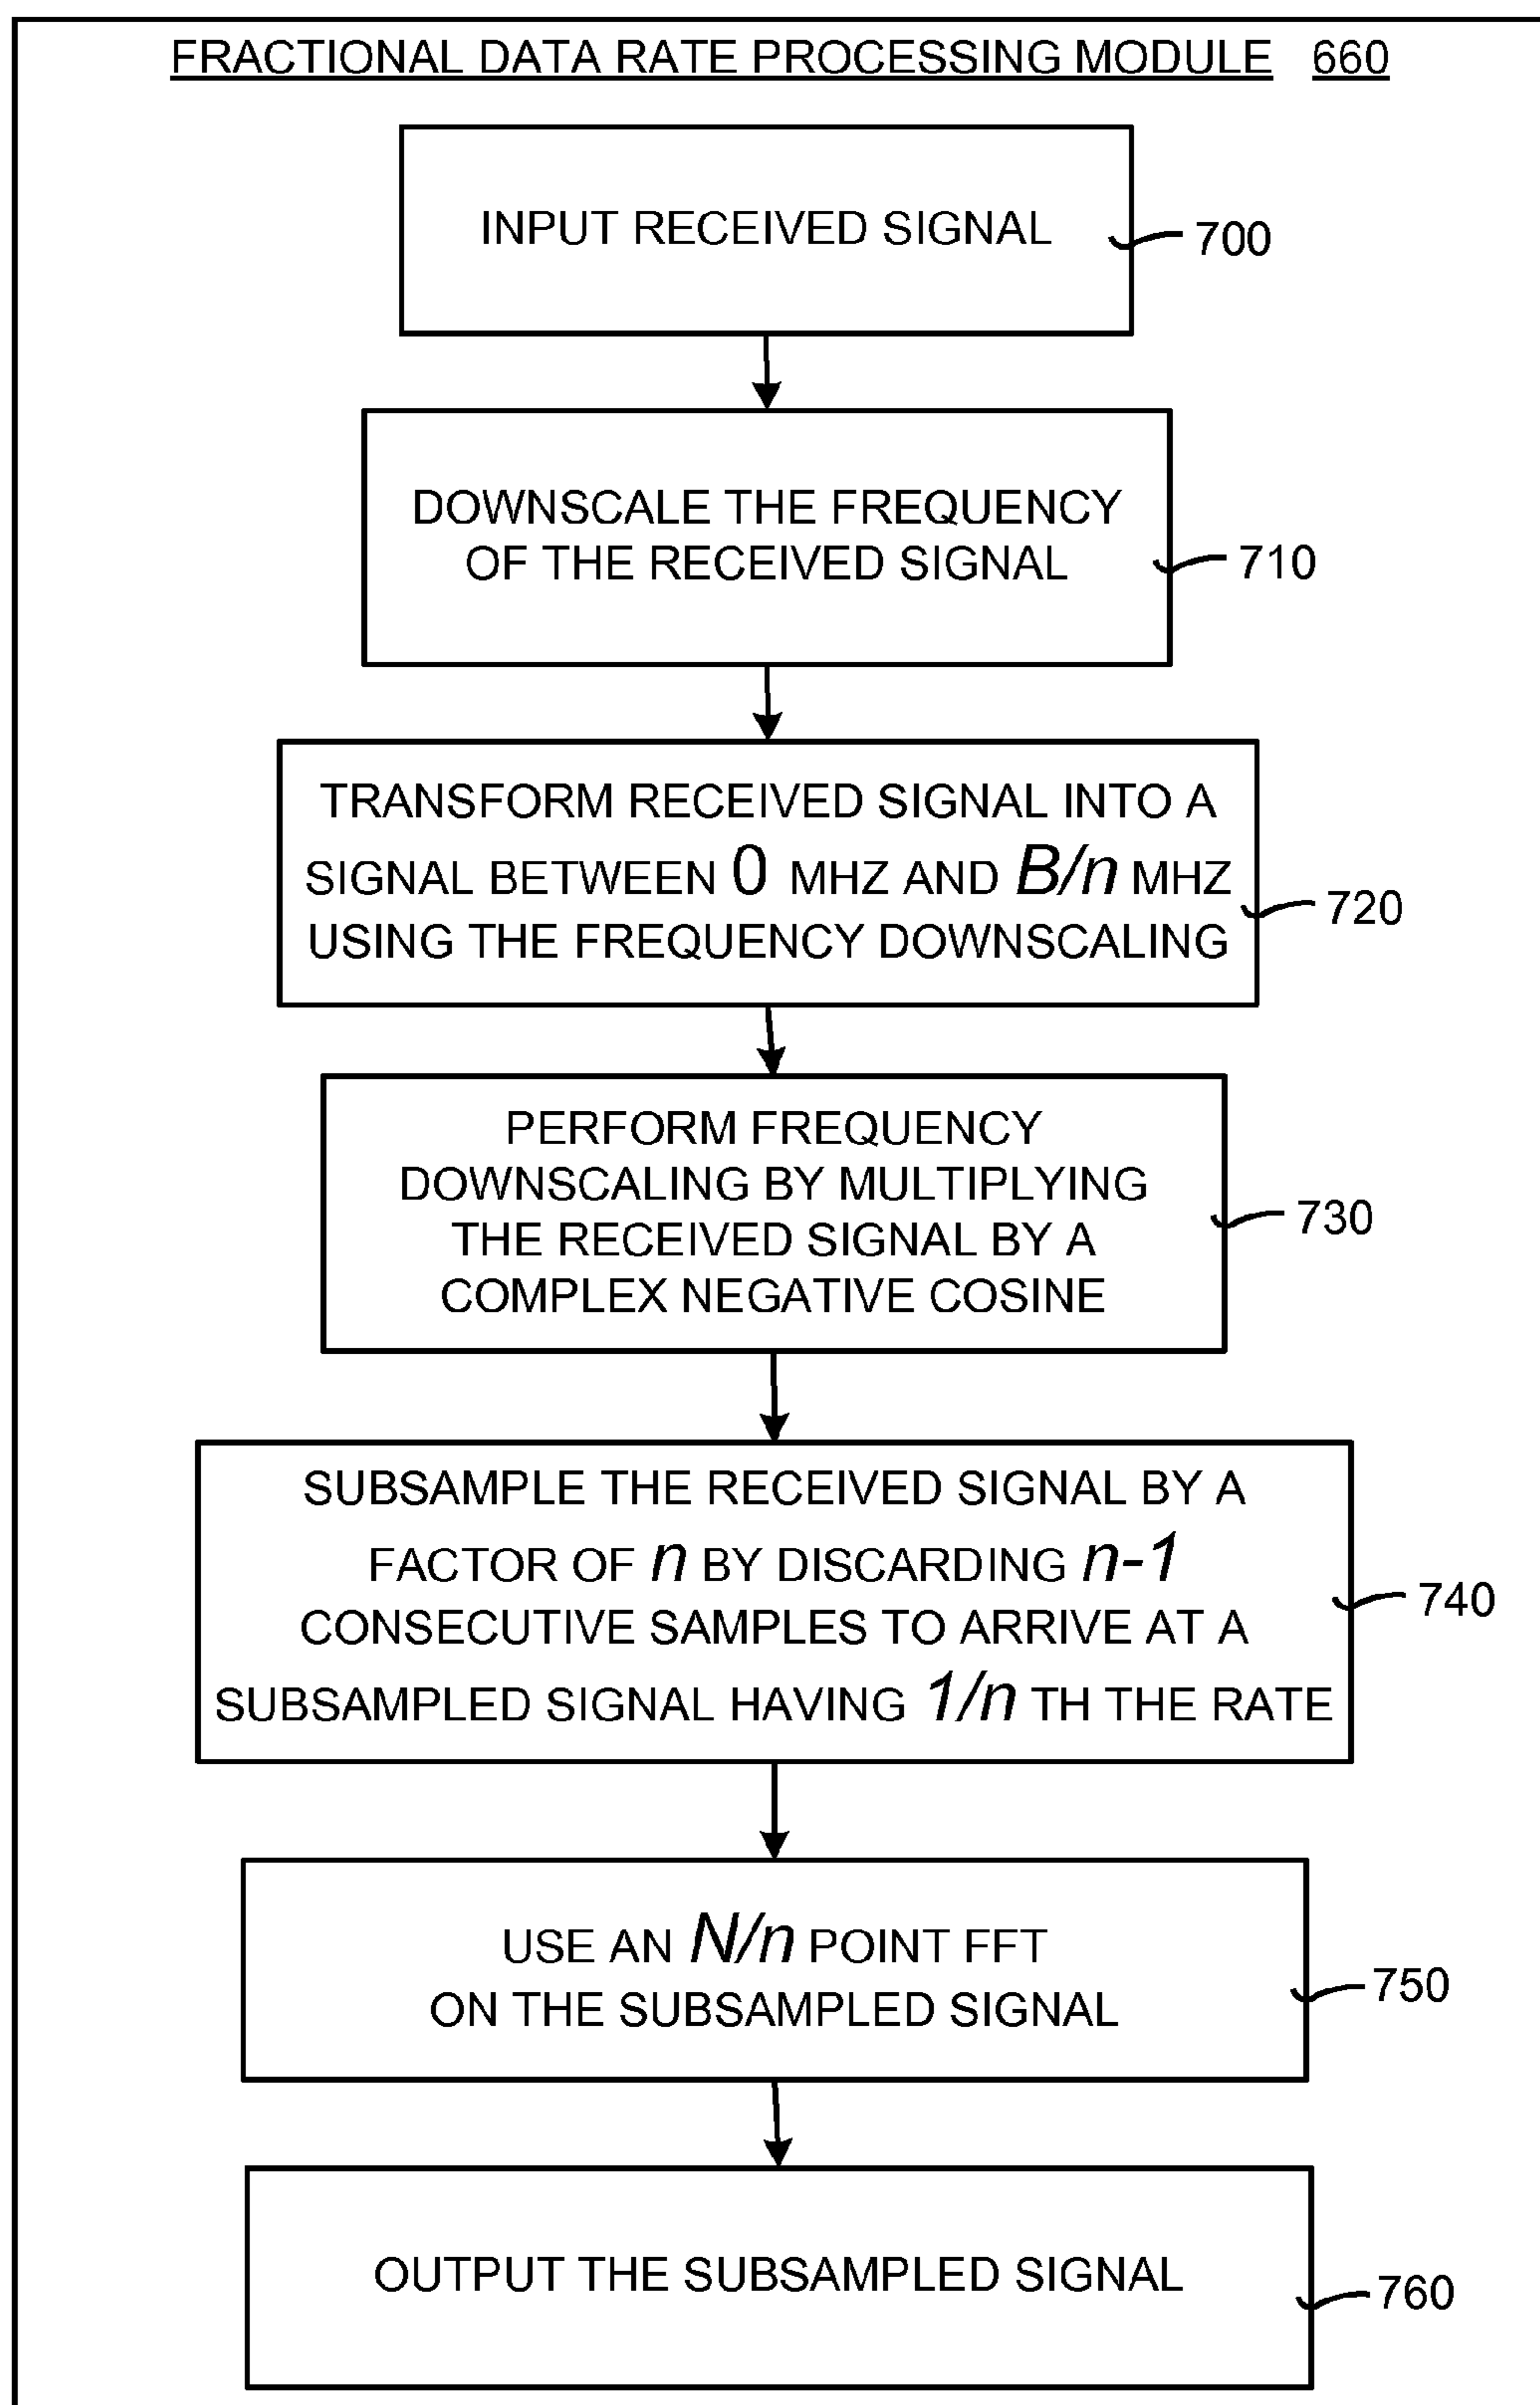 FRACTIONAL DATA RATE PROCESSING MODULE 660
INPUT RECEIVED SIGNAL
700
DOWNSCALE THE FREQUENCY
OF THE RECEIVED SIGNAL
710
TRANSFORM RECEIVED SIGNAL INTO A
SIGNAL BETWEEN 0 MHZ AND B/n MHZ
USING THE FREQUENCY DOWNSCALING
720
PERFORM FREQUENCY
DOWNSCALING BY MULTIPLYING
THE RECEIVED SIGNAL BY A
COMPLEX NEGATIVE COSINE
730
SUBSAMPLE THE RECEIVED SIGNAL BY A
FACTOR OF n BY DISCARDING n-1
CONSECUTIVE SAMPLES TO ARRIVE AT A
SUBSAMPLED SIGNAL HAVING 1/n TH THE RATE
740
USE AN N/n POINT FFT
ON THE SUBSAMPLED SIGNAL
750
OUTPUT THE SUBSAMPLED SIGNAL
760